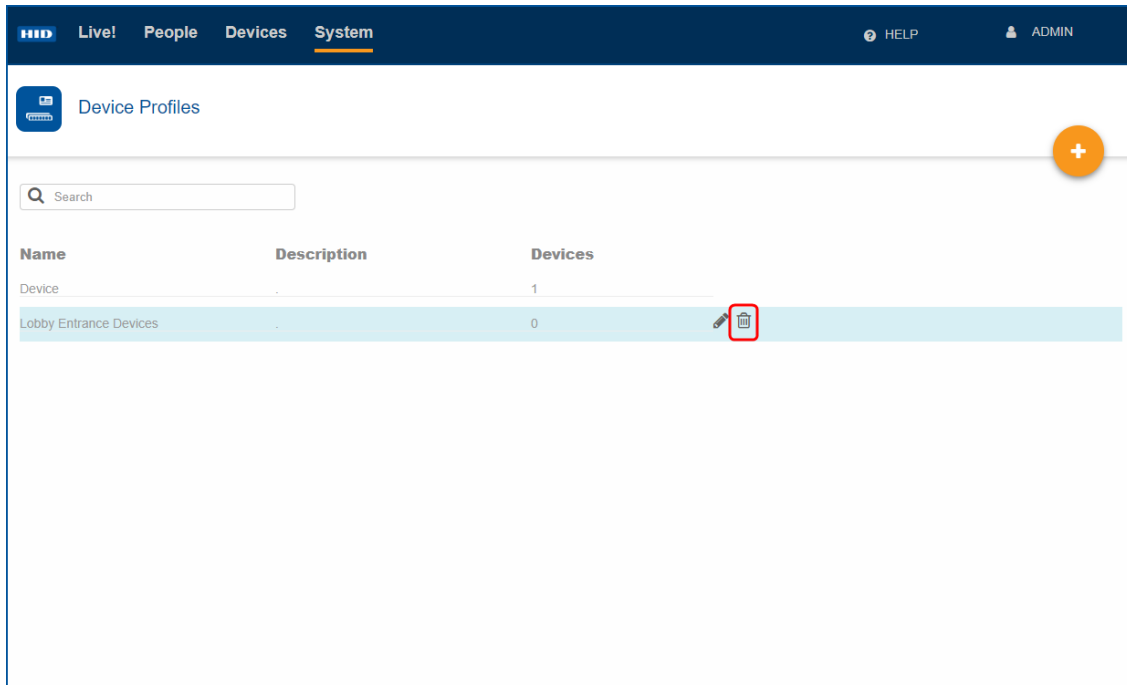 HID Live! People Devices System HELP ADMIN
Device Profiles
Search
Name Description Devices
Device . 1
Lobby Entrance Devices . 0